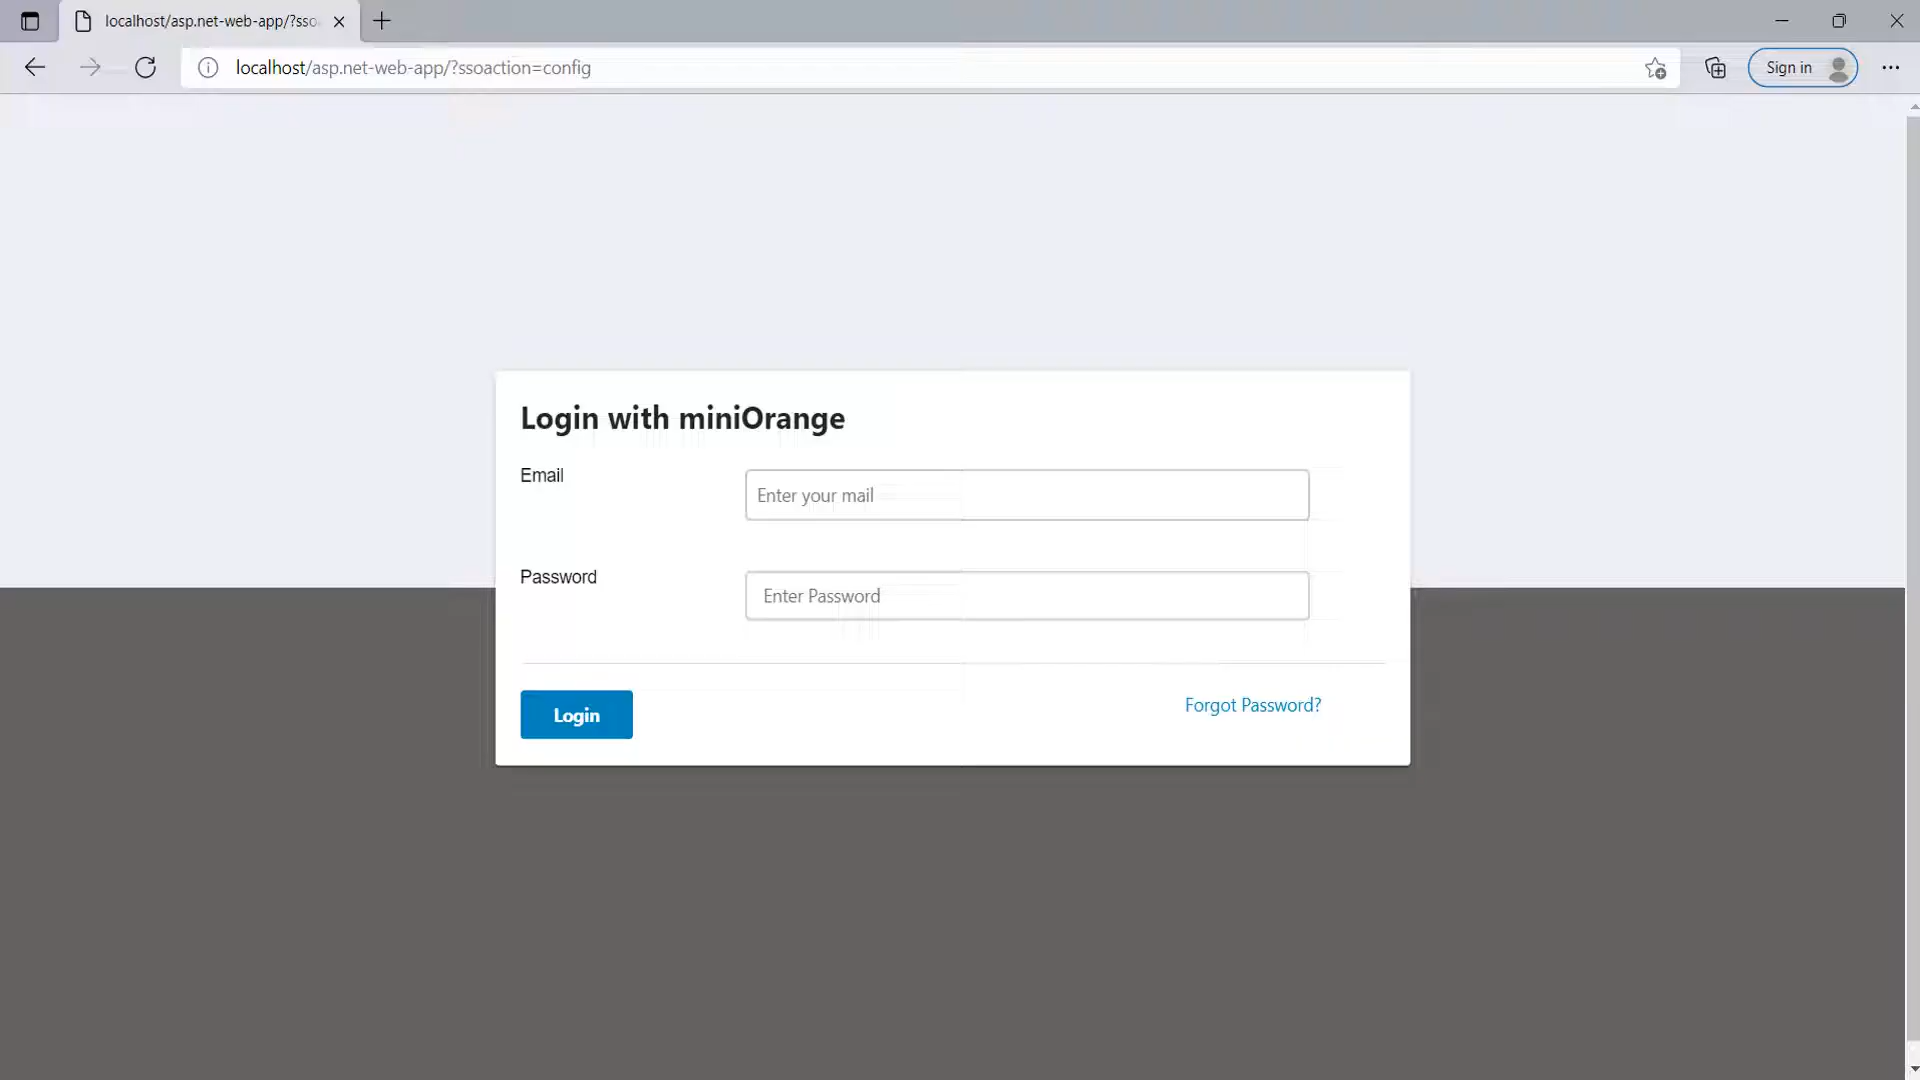 localhost/asp.net-web-app/?sso
localhost/asp.net-web-app/?ssoaction=config
Sign in
Login with miniOrange
Email
Enter your mail
Password
Enter Password
Login
Forgot Password?